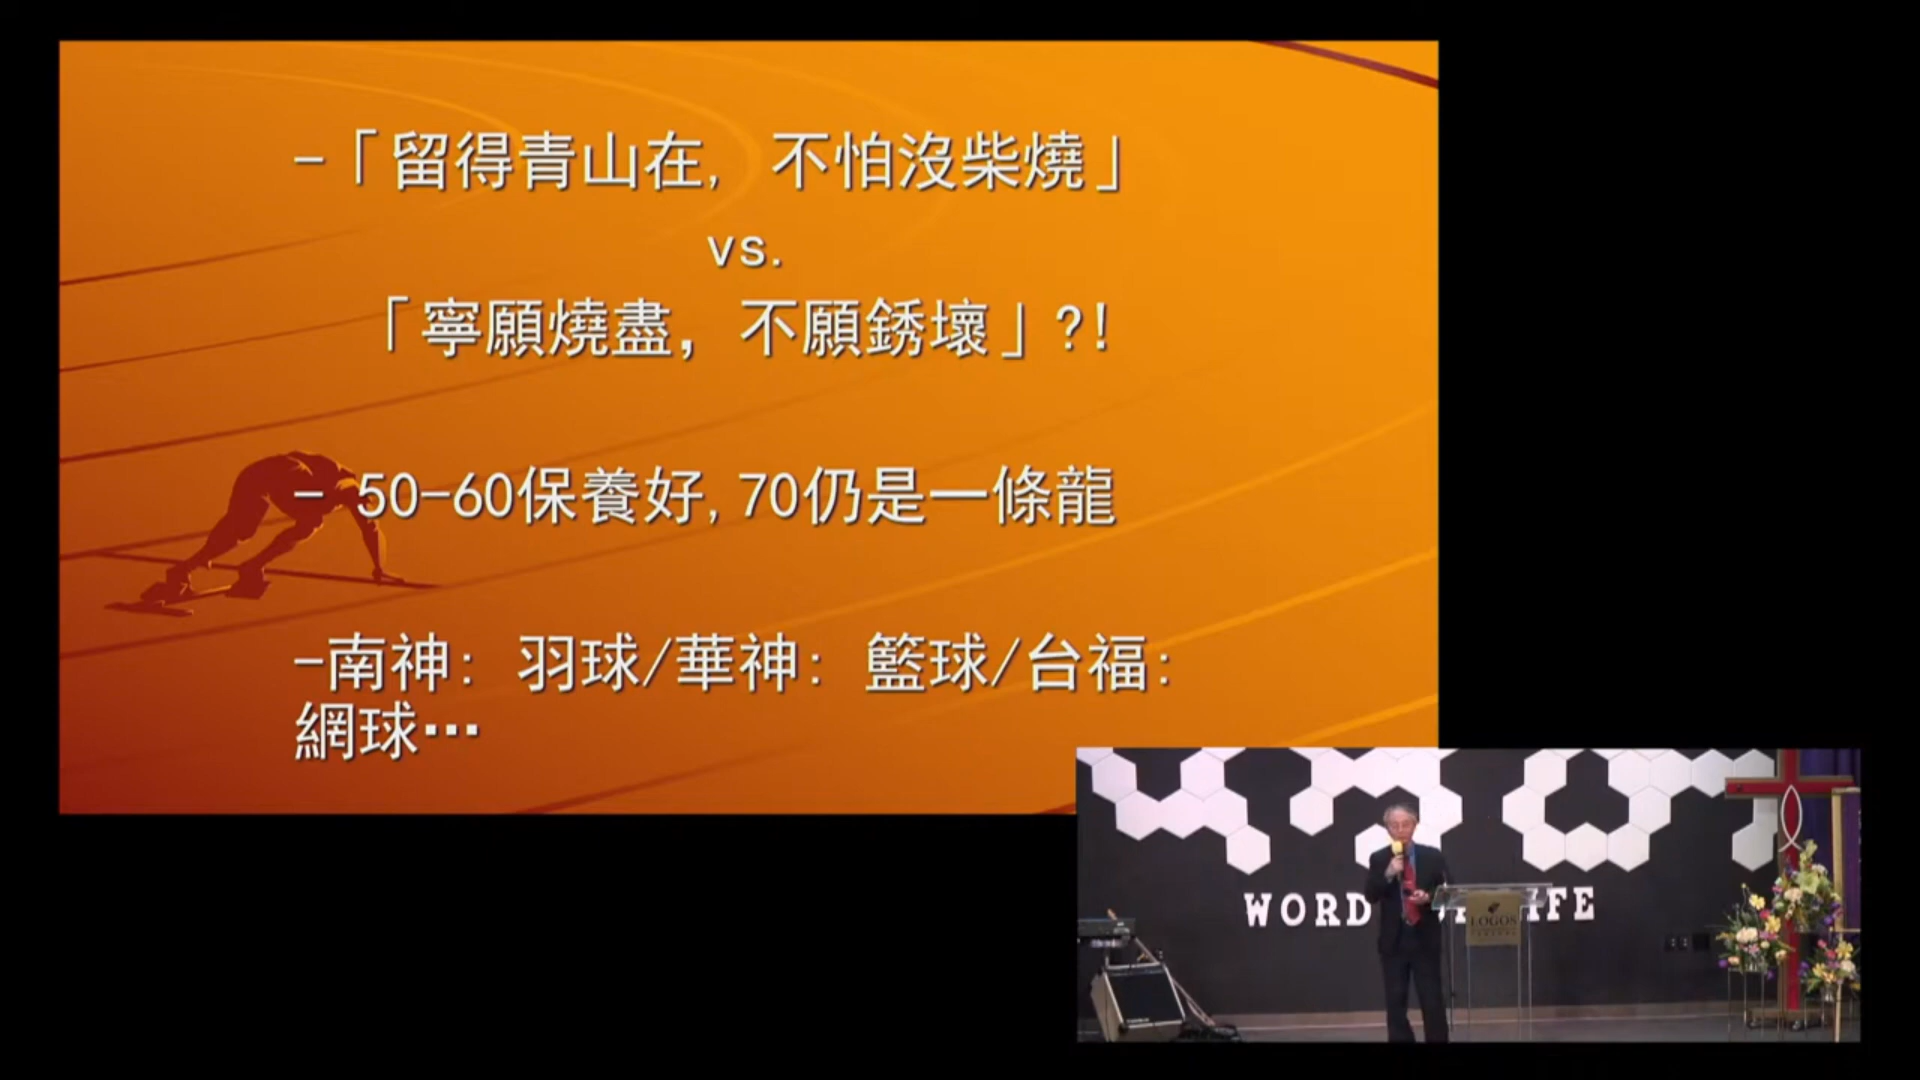 -「留得青山在, 不怕沒柴燒」
vs.
「寧願燒盡, 不願銹壞」?!
- 50-60保養好,70仍是一條龍
-南神: 羽球/華神: 籃球/台福:
網球…
WORD
IFE
LOGOS